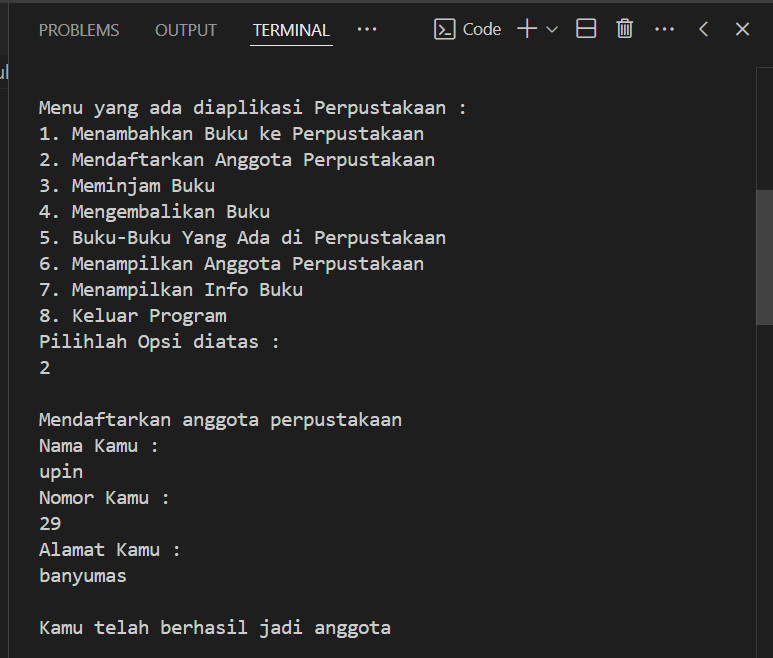 PROBLEMS OUTPUT TERMINAL ... Code
Menu yang ada diaplikasi Perpustakaan :
1. Menambahkan Buku ke Perpustakaan
2. Mendaftarkan Anggota Perpustakaan
3. Meminjam Buku
4. Mengembalikan Buku
5. Buku-Buku Yang Ada di Perpustakaan
6. Menampilkan Anggota Perpustakaan
7. Menampilkan Info Buku
8. Keluar Program
Pilihlah Opsi diatas :
2
Mendaftarkan anggota perpustakaan
Nama Kamu :
upin
Nomor Kamu :
29
Alamat Kamu :
banyumas
Kamu telah berhasil jadi anggota